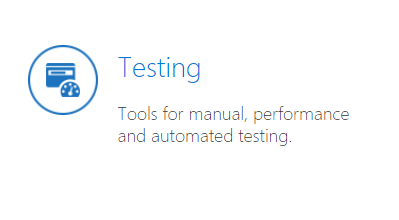 Testing
Tools for manual, performance
and automated testing.